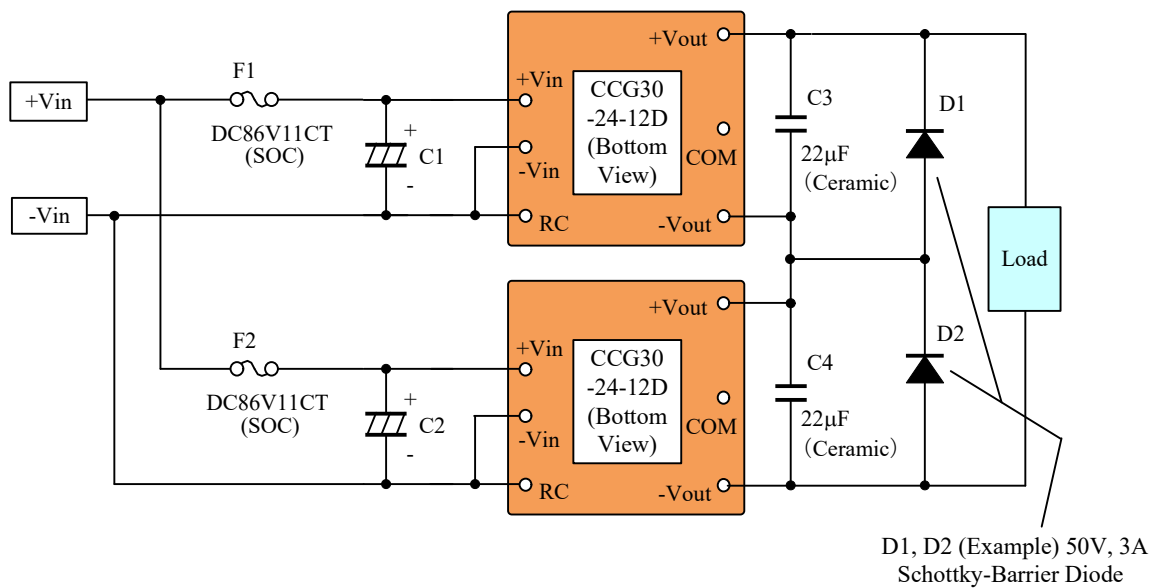 F1
+Vin
DC86V11CT
(SOC)
+
C1
-
-Vin
+Vin
-Vin
RC
CCG30
-24-12D
(Bottom
View)
+Vout
COM
-Vout
C3
22μF
(Ceramic)
D1
Load
F2
DC86V11CT
(SOC)
+
C2
-
+Vin
-Vin
RC
CCG30
-24-12D
(Bottom
View)
+Vout
COM
-Vout
C4
22μF
(Ceramic)
D2
D1, D2 (Example) 50V, 3A
Schottky-Barrier Diode